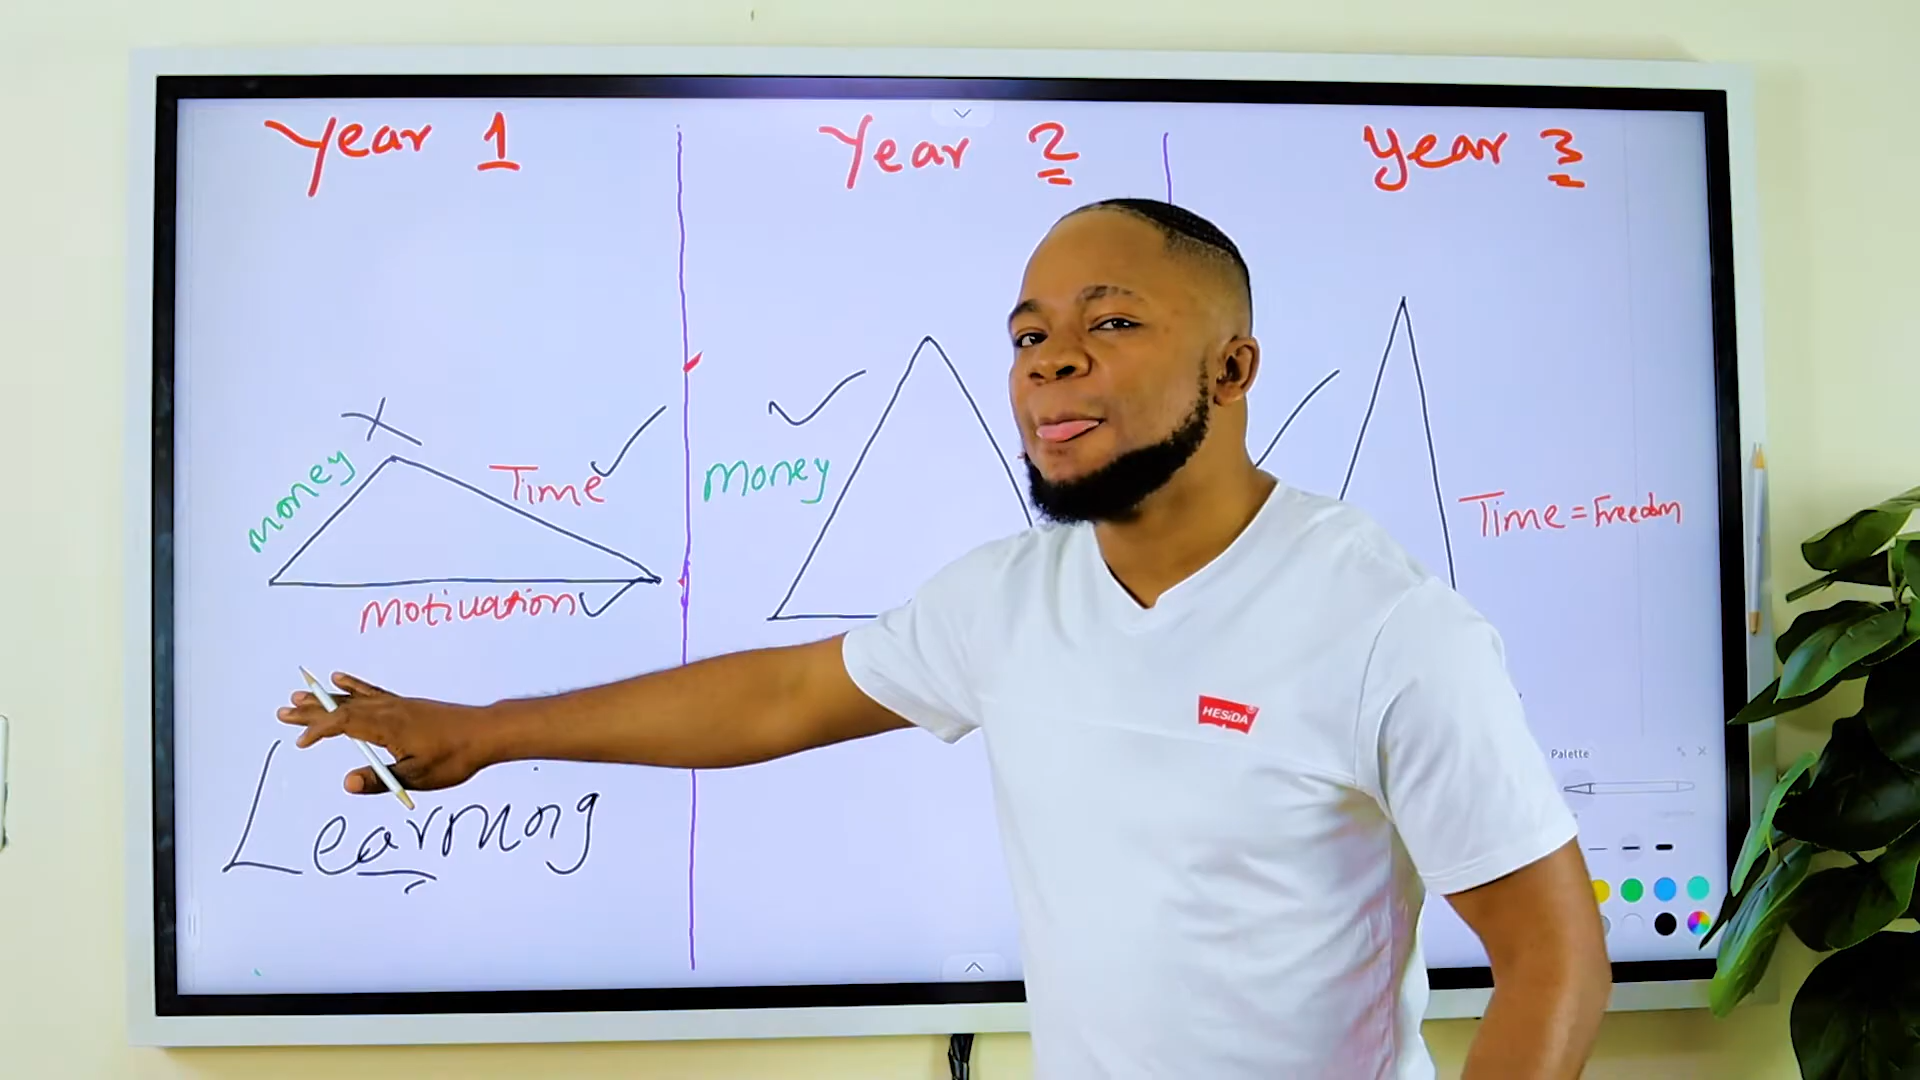 Year 1
Year 2
Year 3
Money
Time
Motivation
Learning
Money
Time = Freedom
HESiDA®
Palette